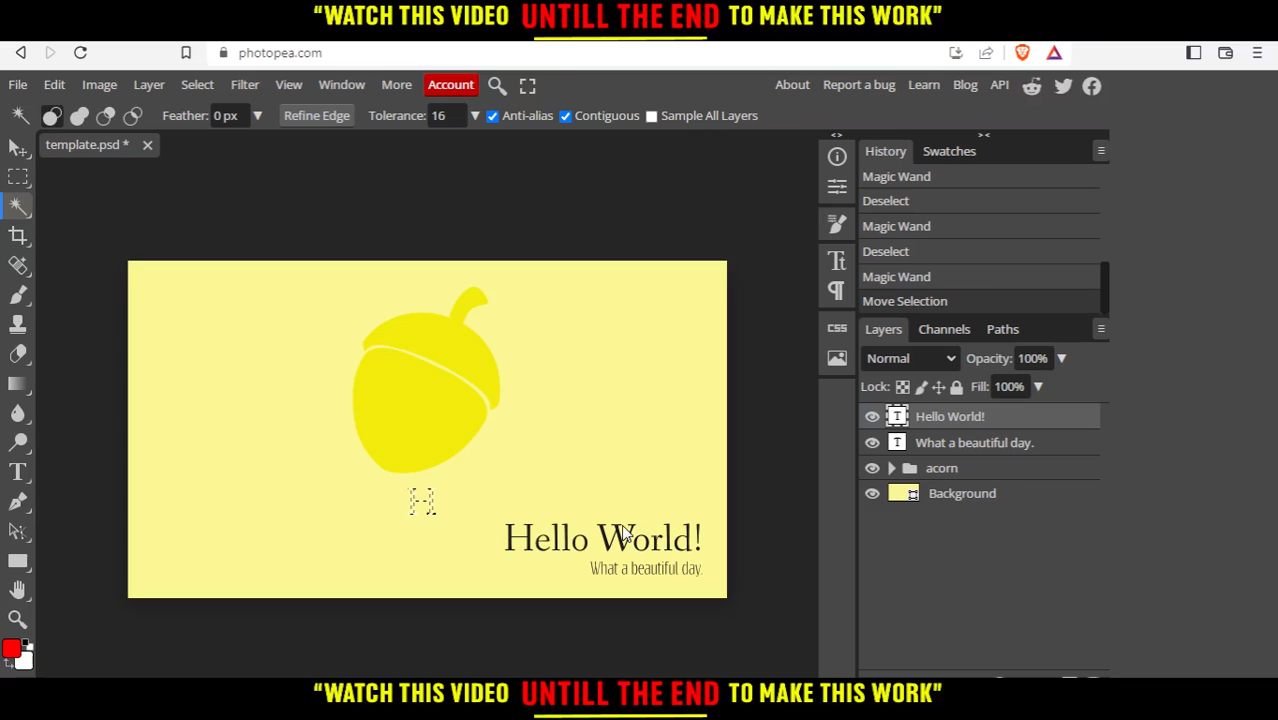 “WATCH THIS VIDEO UNTILL THE END TO MAKE THIS WORK”
photopea.com
File Edit Image Layer Select Filter View Window More Account About Report a bug Learn Blog API
Feather: 0 px Refine Edge Tolerance: 16 Anti-alias Contiguous Sample All Layers
template.psd * 
History Swatches
Magic Wand
Deselect
Magic Wand
Deselect
Magic Wand
Move Selection
CSS
Layers Channels Paths
Normal Opacity: 100%
Lock: Fill: 100%
T Hello World!
T What a beautiful day.
acorn
Background
H
Hello World!
What a beautiful day.
“WATCH THIS VIDEO UNTILL THE END TO MAKE THIS WORK”